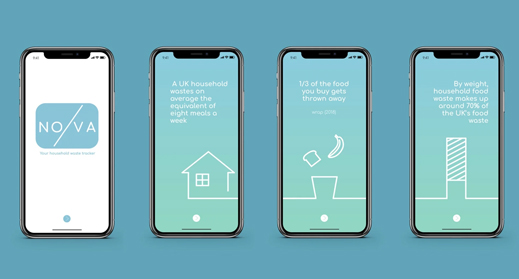 9:41
NO/VA
Your household waste tracker
9:41
A UK household
wastes on
average the
equivalent of
eight meals a
week
9:41
1/3 of the food
you buy gets
thrown away
wrap (2018)
9:41
By weight,
household food
waste makes up
around 70% of
the UK's food
waste